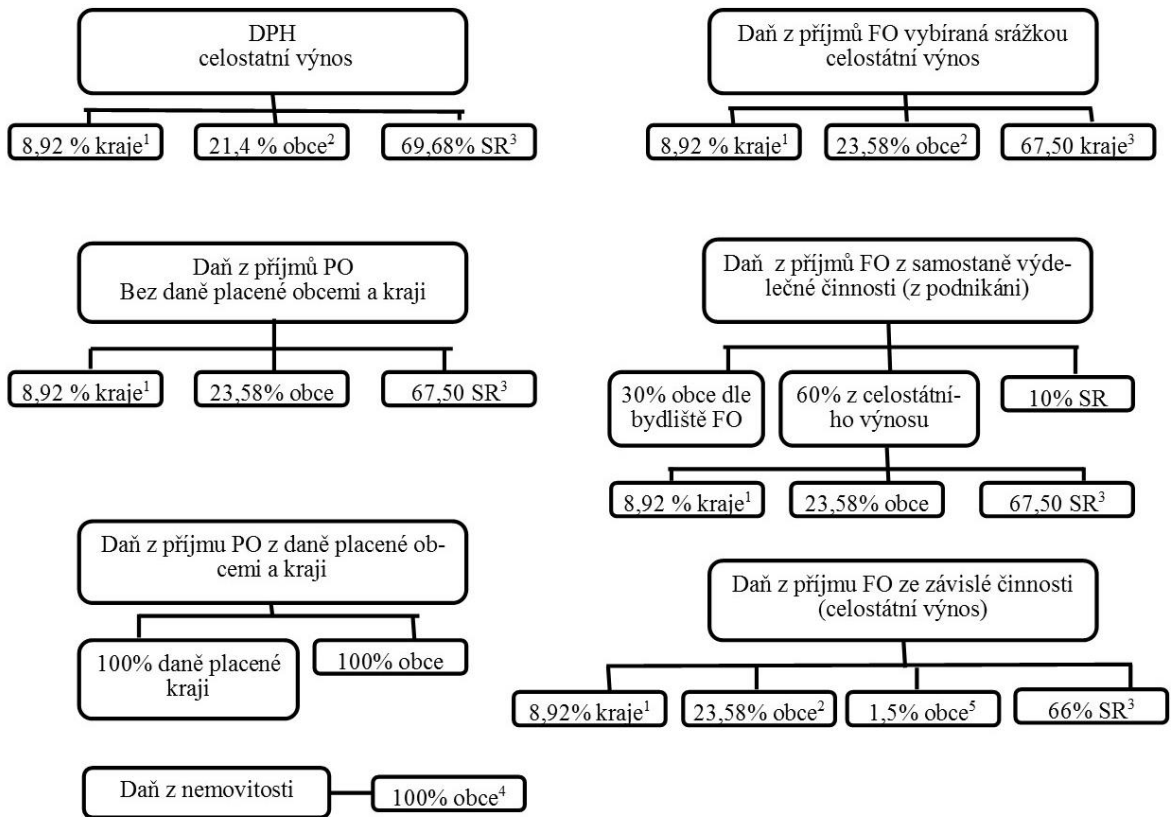 DPH
celostatní výnos
8,92 % kraje¹
21,4 % obce²
69,68% SR³
Daň z příjmů FO vybíraná srážkou
celostátní výnos
8,92 % kraje¹
23,58% obce²
67,50 kraje³
Daň z příjmů PO
Bez daně placené obcemi a kraji
8,92 % kraje¹
23,58% obce
67,50 SR³
Daň z příjmů FO z samostaně výde-
lečné činnosti (z podnikáni)
30% obce dle
bydliště FO
60% z celostátní-
ho výnosu
10% SR
8,92 % kraje¹
23,58% obce
67,50 SR³
Daň z příjmu PO z daně placené ob-
cemi a kraji
100% daně placené
kraji
100% obce
Daň z příjmu FO ze závislé činnosti
(celostátní výnos)
8,92% kraje¹
23,58% obce²
1,5% obce⁵
66% SR³
Daň z nemovitosti
100% obce⁴